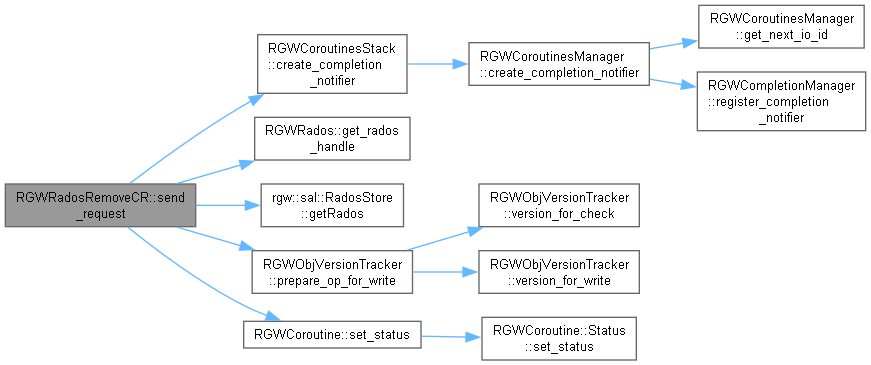 RGWRadosRemoveCR::send
_request
RGWCoroutinesStack
::create_completion
_notifier
RGWCoroutinesManager
::create_completion_notifier
RGWCoroutinesManager
::get_next_io_id
RGWCompletionManager
::register_completion
_notifier
RGWRados::get_rados
_handle
rgw::sal::RadosStore
::getRados
RGWObjVersionTracker
::prepare_op_for_write
RGWObjVersionTracker
::version_for_check
RGWObjVersionTracker
::version_for_write
RGWCoroutine::set_status
RGWCoroutine::Status
::set_status